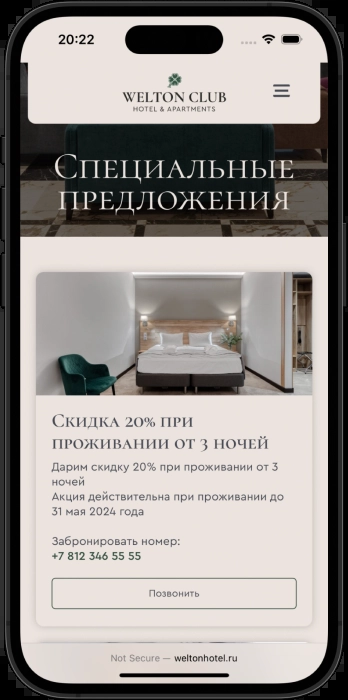 20:22
WELTON CLUB
HOTEL & APARTMENTS
Специальные
предложения
Скидка 20% при
проживании от 3 ночей
Дарим скидку 20% при проживании от 3
ночей
Акция действительна при проживании до
31 мая 2024 года
Забронировать номер:
+7 812 346 55 55
Позвонить
Not Secure — weltonhotel.ru